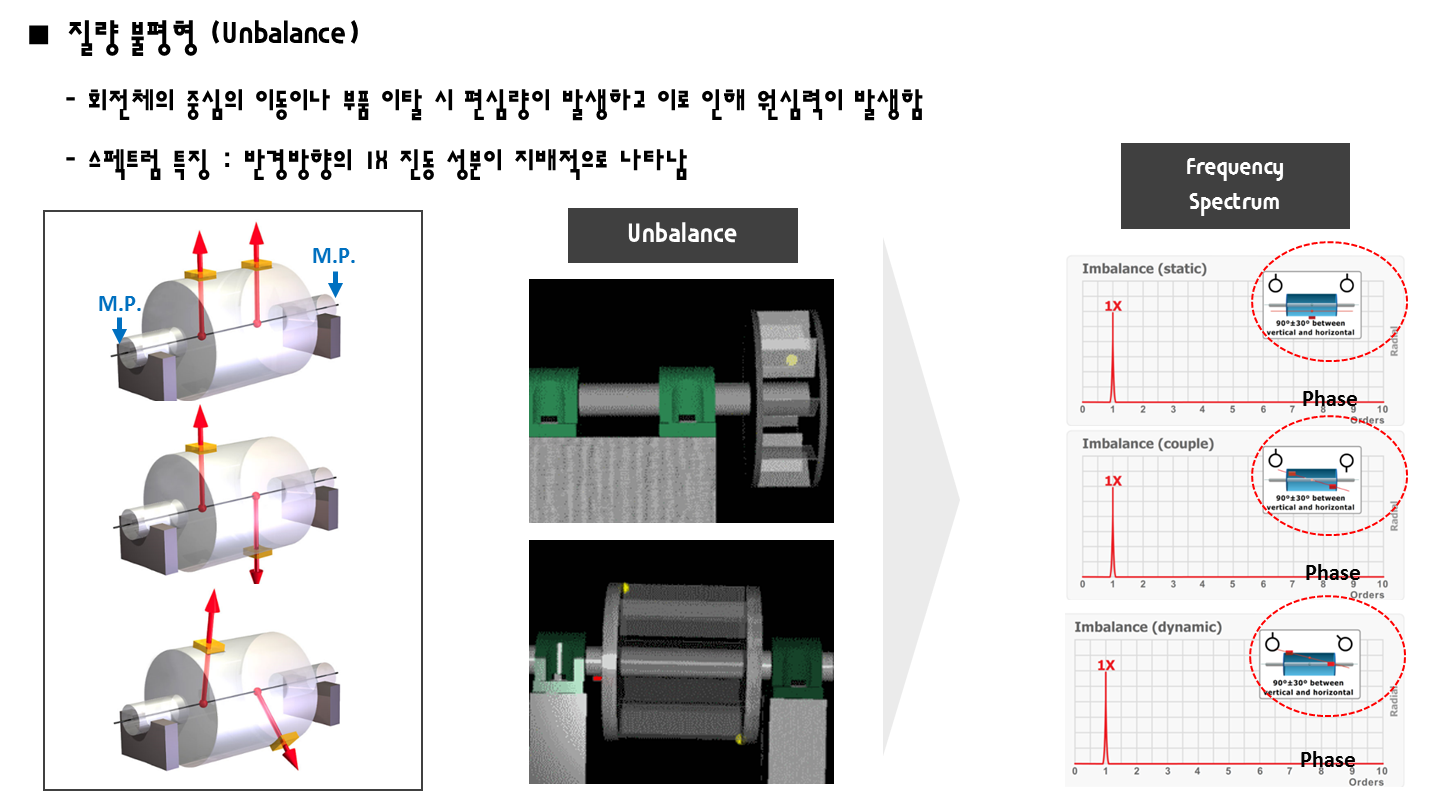 ■ 질량 불평형 (Unbalance)
- 회전체의 중심의 이동이나 부품 이탈 시 편심량이 발생하고 이로 인해 원심력이 발생함
- 스펙트럼 특징 : 반경방향의 1X 진동 성분이 지배적으로 나타남
M.P.
M.P.
Unbalance
Frequency
Spectrum
Imbalance (static)
1X
90º±30º between
vertical and horizontal
Radial
Phase
0 1 2 3 4 5 6 7 8 9 10
Orders
Imbalance (couple)
1X
90º±30º between
vertical and horizontal
Radial
Phase
0 1 2 3 4 5 6 7 8 9 10
Orders
Imbalance (dynamic)
1X
90º±30º between
vertical and horizontal
Radial
Phase
0 1 2 3 4 5 6 7 8 9 10
Orders